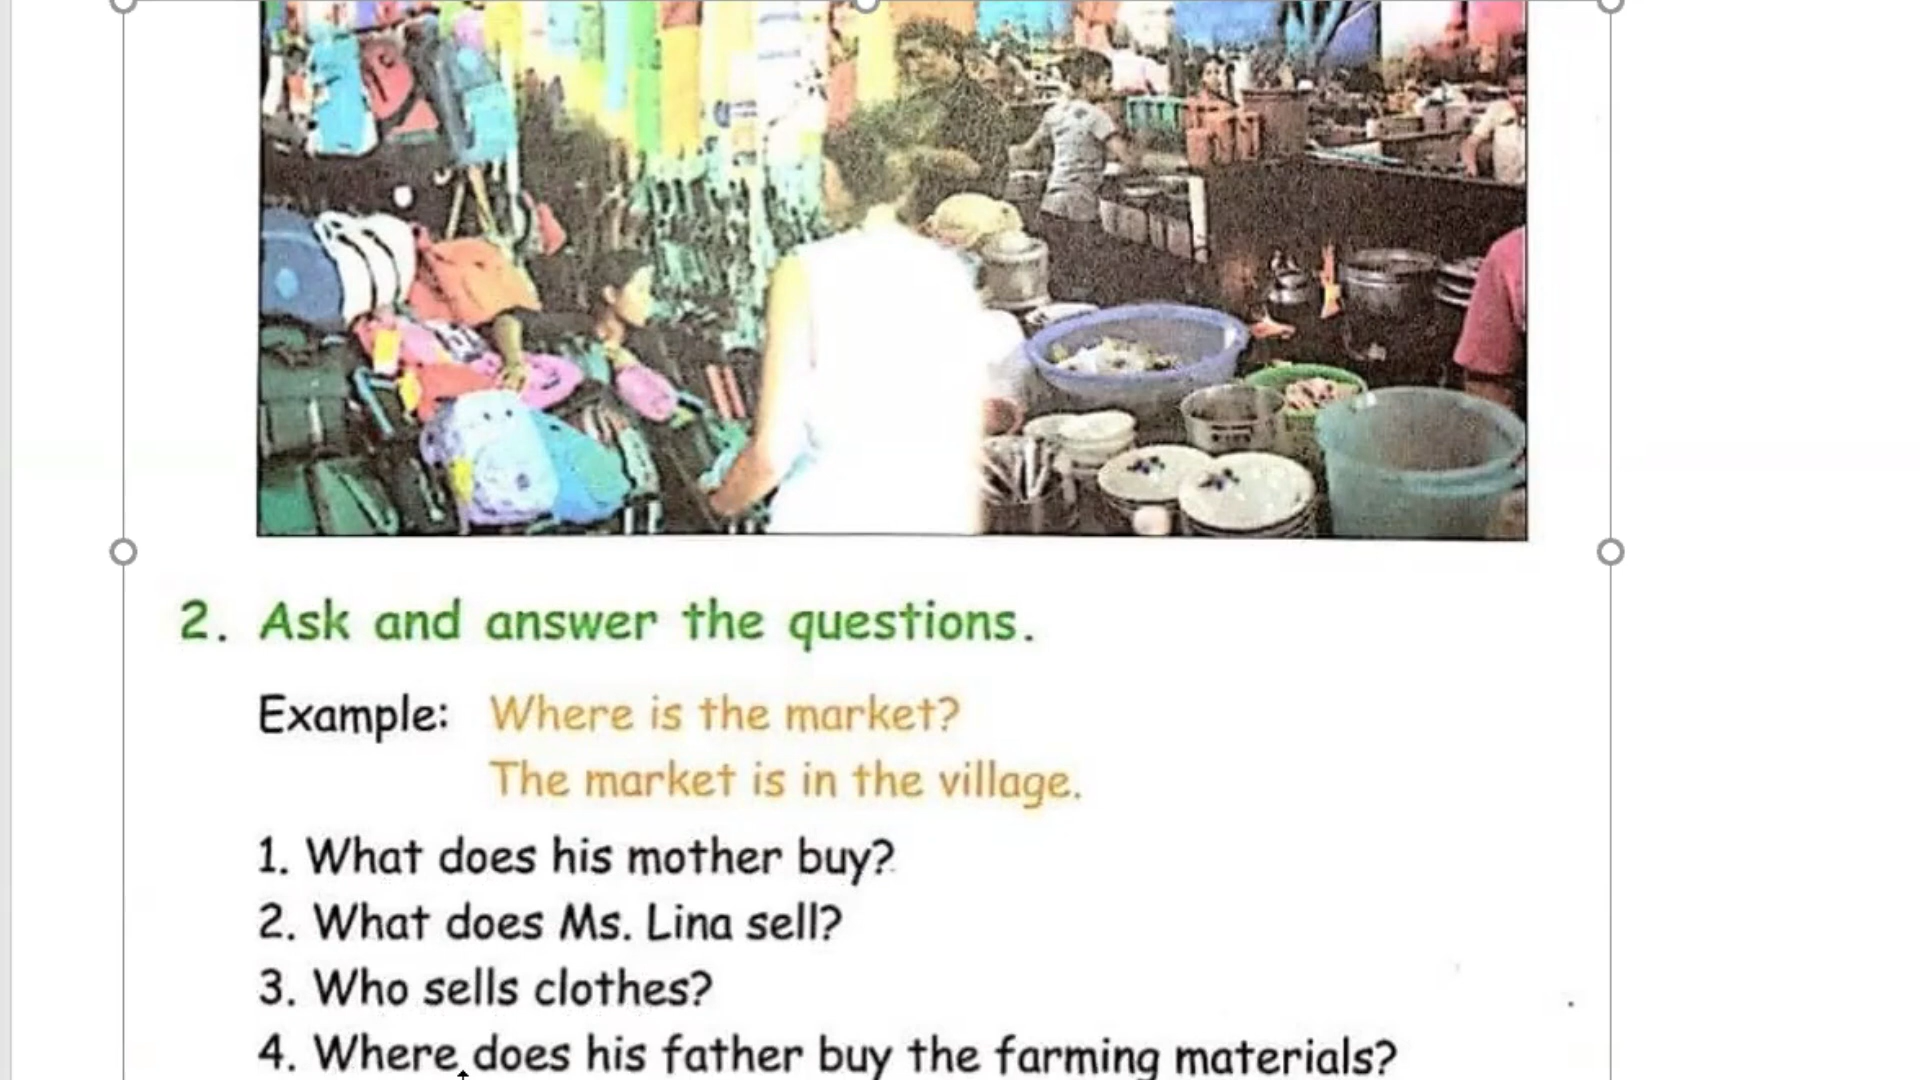 2. Ask and answer the questions.
Example: Where is the market?
The market is in the village.
1. What does his mother buy?
2. What does Ms. Lina sell?
3. Who sells clothes?
4. Where does his father buy the farming materials?